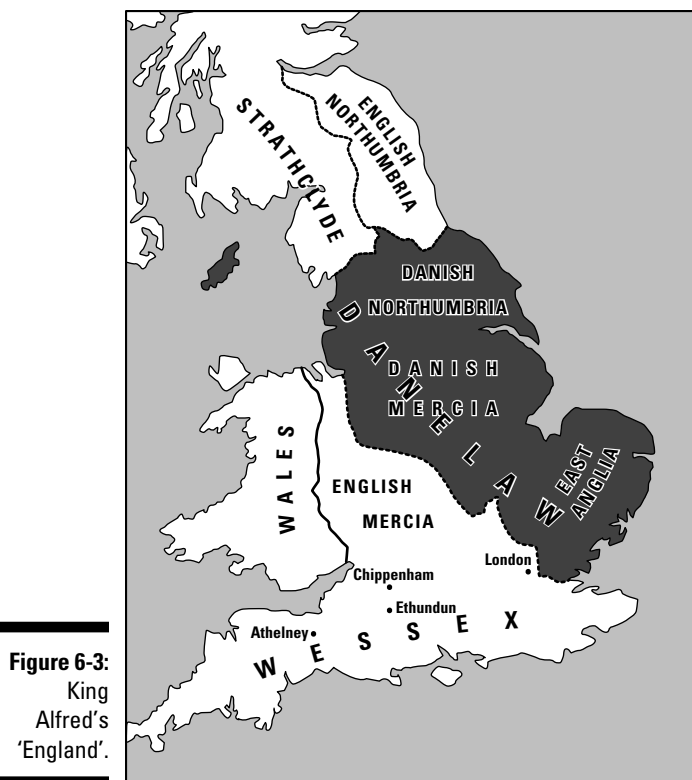 STRATHCLYDE
ENGLISH
NORTHUMBRIA
DANISH
NORTHUMBRIA
DANELAW
DANISH
MERCIA
EAST
ANGLIA
WALES
ENGLISH
MERCIA
London
Chippenham
Ethundun
Athelney
WESSEX
Figure 6-3:
King
Alfred's
'England'.